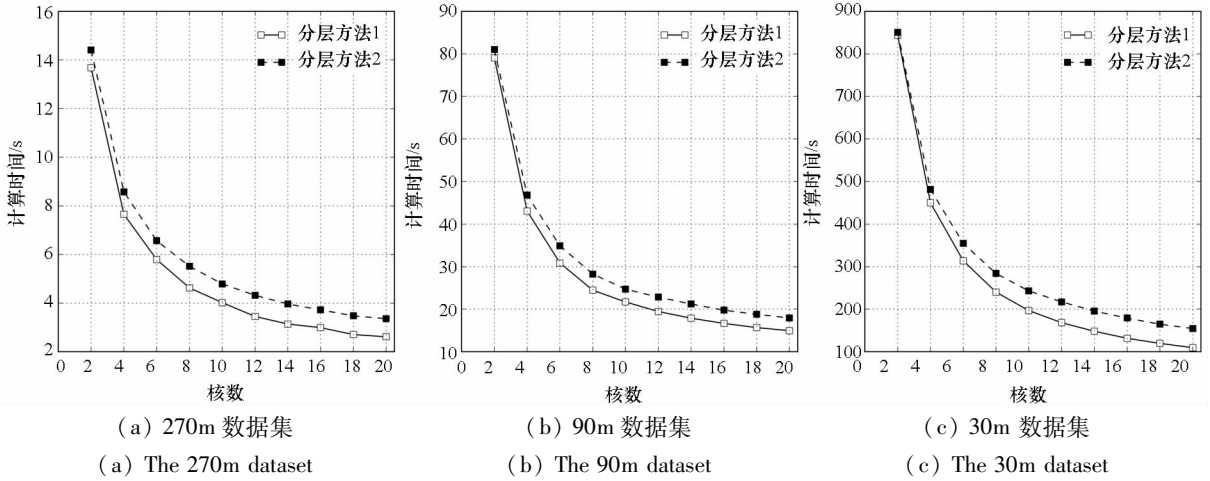 16
14
12
10
8
6
4
2
0 2 4 6 8 10 12 14 16 18 20
计算时间/s
核数
分层方法1
分层方法2
(a) 270m 数据集
(a) The 270m dataset
90
80
70
60
50
40
30
20
10
0 2 4 6 8 10 12 14 16 18 20
计算时间/s
核数
分层方法1
分层方法2
(b) 90m 数据集
(b) The 90m dataset
900
800
700
600
500
400
300
200
100
0 2 4 6 8 10 12 14 16 18 20
计算时间/s
核数
分层方法1
分层方法2
(c) 30m 数据集
(c) The 30m dataset